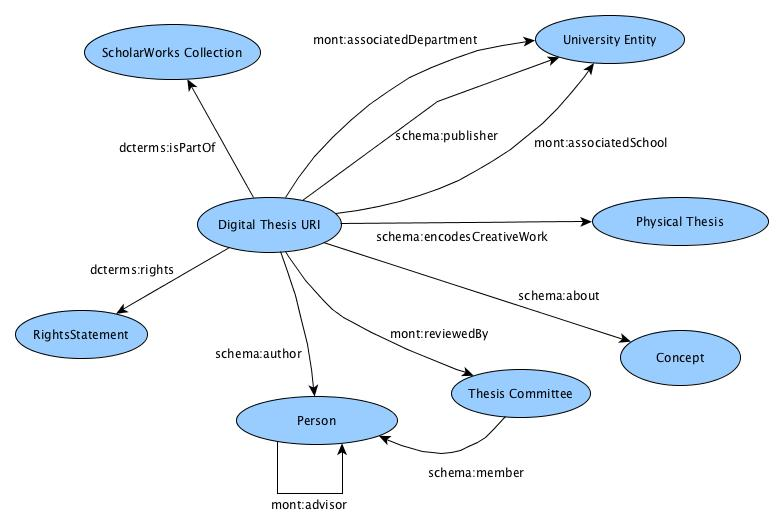 mont:associatedDepartment
University Entity
ScholarWorks Collection
schema:publisher
mont:associatedSchool
dcterms:isPartOf
Digital Thesis URI
Physical Thesis
schema:encodesCreativeWork
dcterms:rights
schema:about
RightsStatement
mont:reviewedBy
schema:author
Concept
Thesis Committee
Person
schema:member
mont:advisor